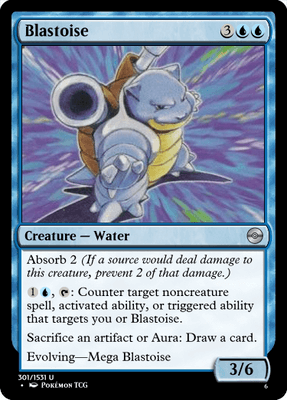 Blastoise 3
Creature — Water
Absorb 2 (If a source would deal damage to
this creature, prevent 2 of that damage.)
1, : Counter target noncreature
spell, activated ability, or triggered ability
that targets you or Blastoise.
Sacrifice an artifact or Aura: Draw a card.
Evolving—Mega Blastoise
3/6
301/1531 U
• Pokémon TCG
6